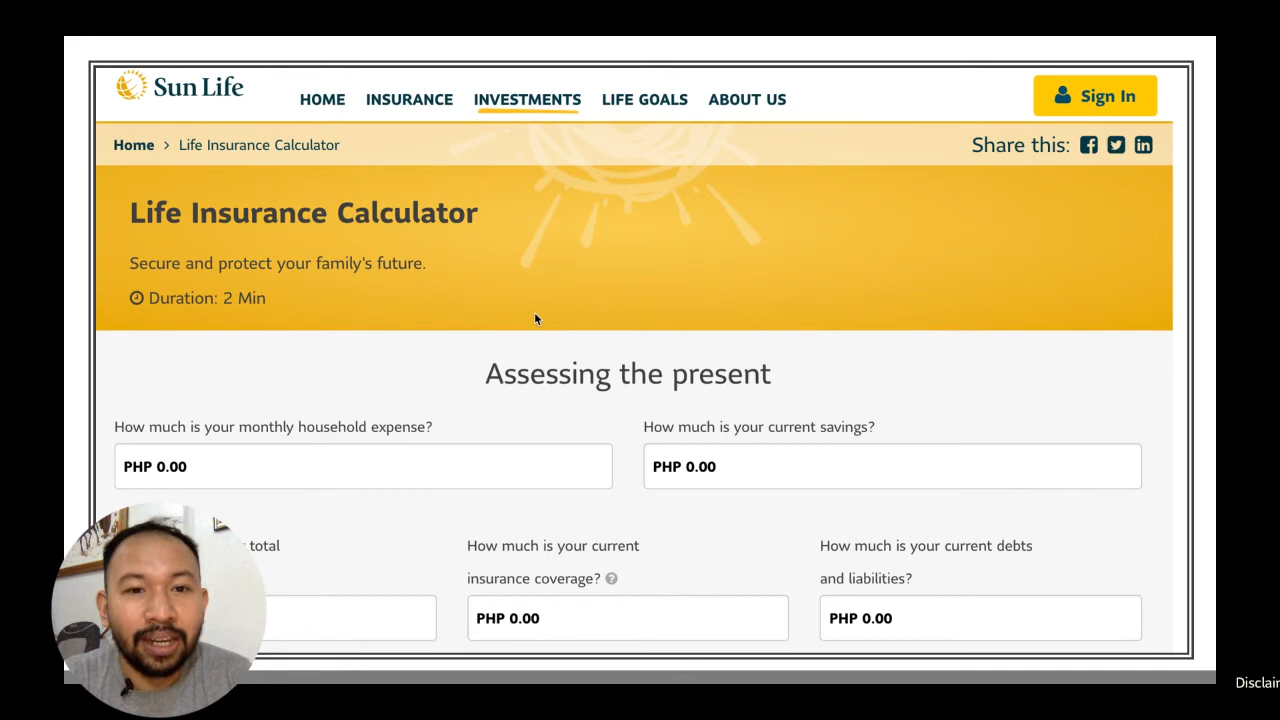 Sun Life
HOME INSURANCE INVESTMENTS LIFE GOALS ABOUT US
Sign In
Home > Life Insurance Calculator
Share this:
Life Insurance Calculator
Secure and protect your family's future.
Duration: 2 Min
Assessing the present
How much is your monthly household expense?
PHP 0.00
How much is your current savings?
PHP 0.00
total
How much is your current
insurance coverage?
PHP 0.00
How much is your current debts
and liabilities?
PHP 0.00